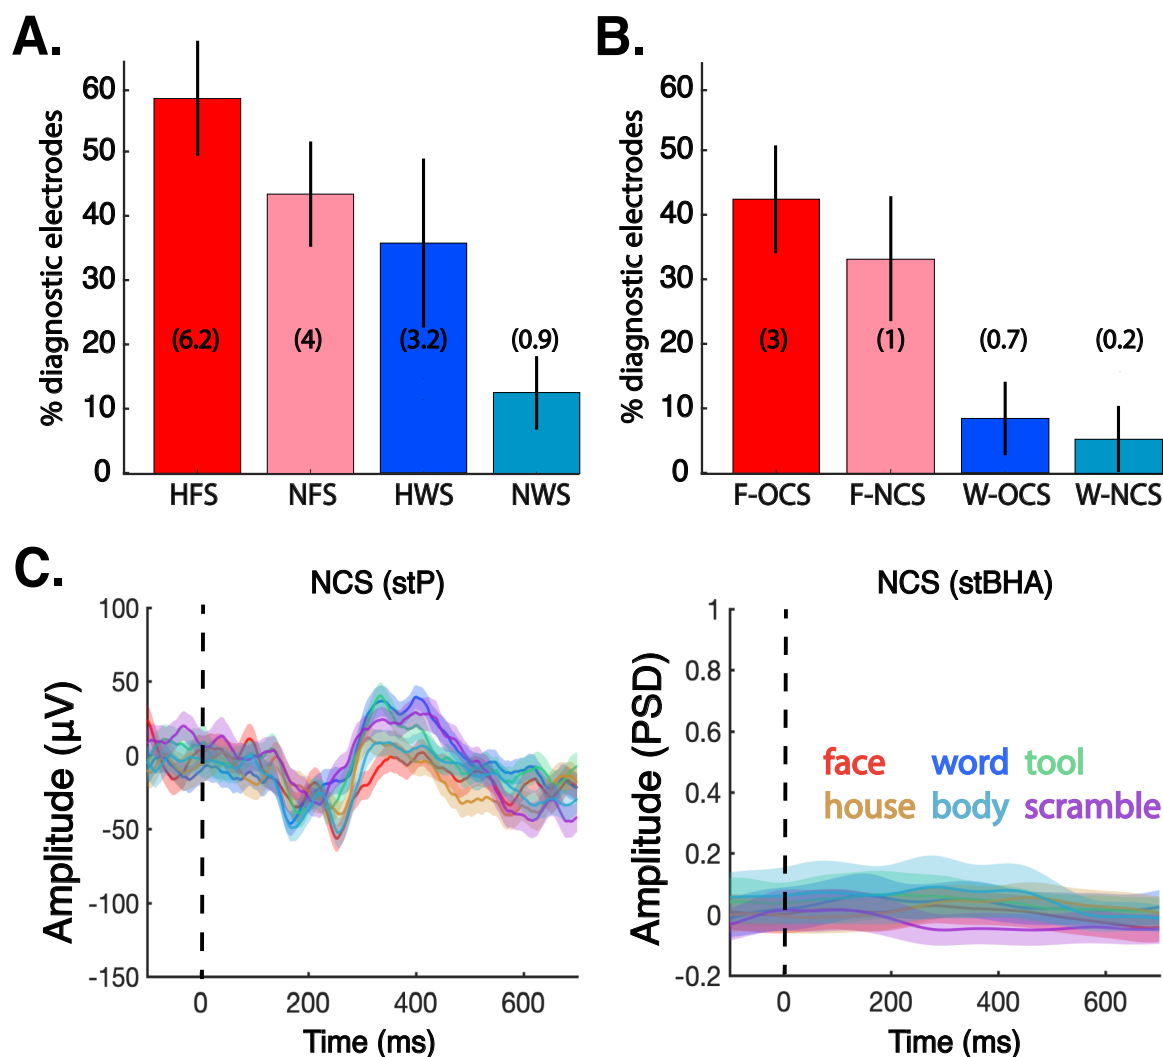 A.
% diagnostic electrodes
60
50
40
30
20
10
0
(6.2)
(4)
(3.2)
(0.9)
HFS
NFS
HWS
NWS
B.
% diagnostic electrodes
60
50
40
30
20
10
0
(3)
(1)
(0.7)
(0.2)
F-OCS
F-NCS
W-OCS
W-NCS
C.
NCS (stP)
Amplitude (µV)
100
50
0
-50
-100
-150
0
200
400
600
Time (ms)
NCS (stBHA)
Amplitude (PSD)
1
0.8
0.6
0.4
0.2
0
-0.2
face word tool
house body scramble
0
200
400
600
Time (ms)